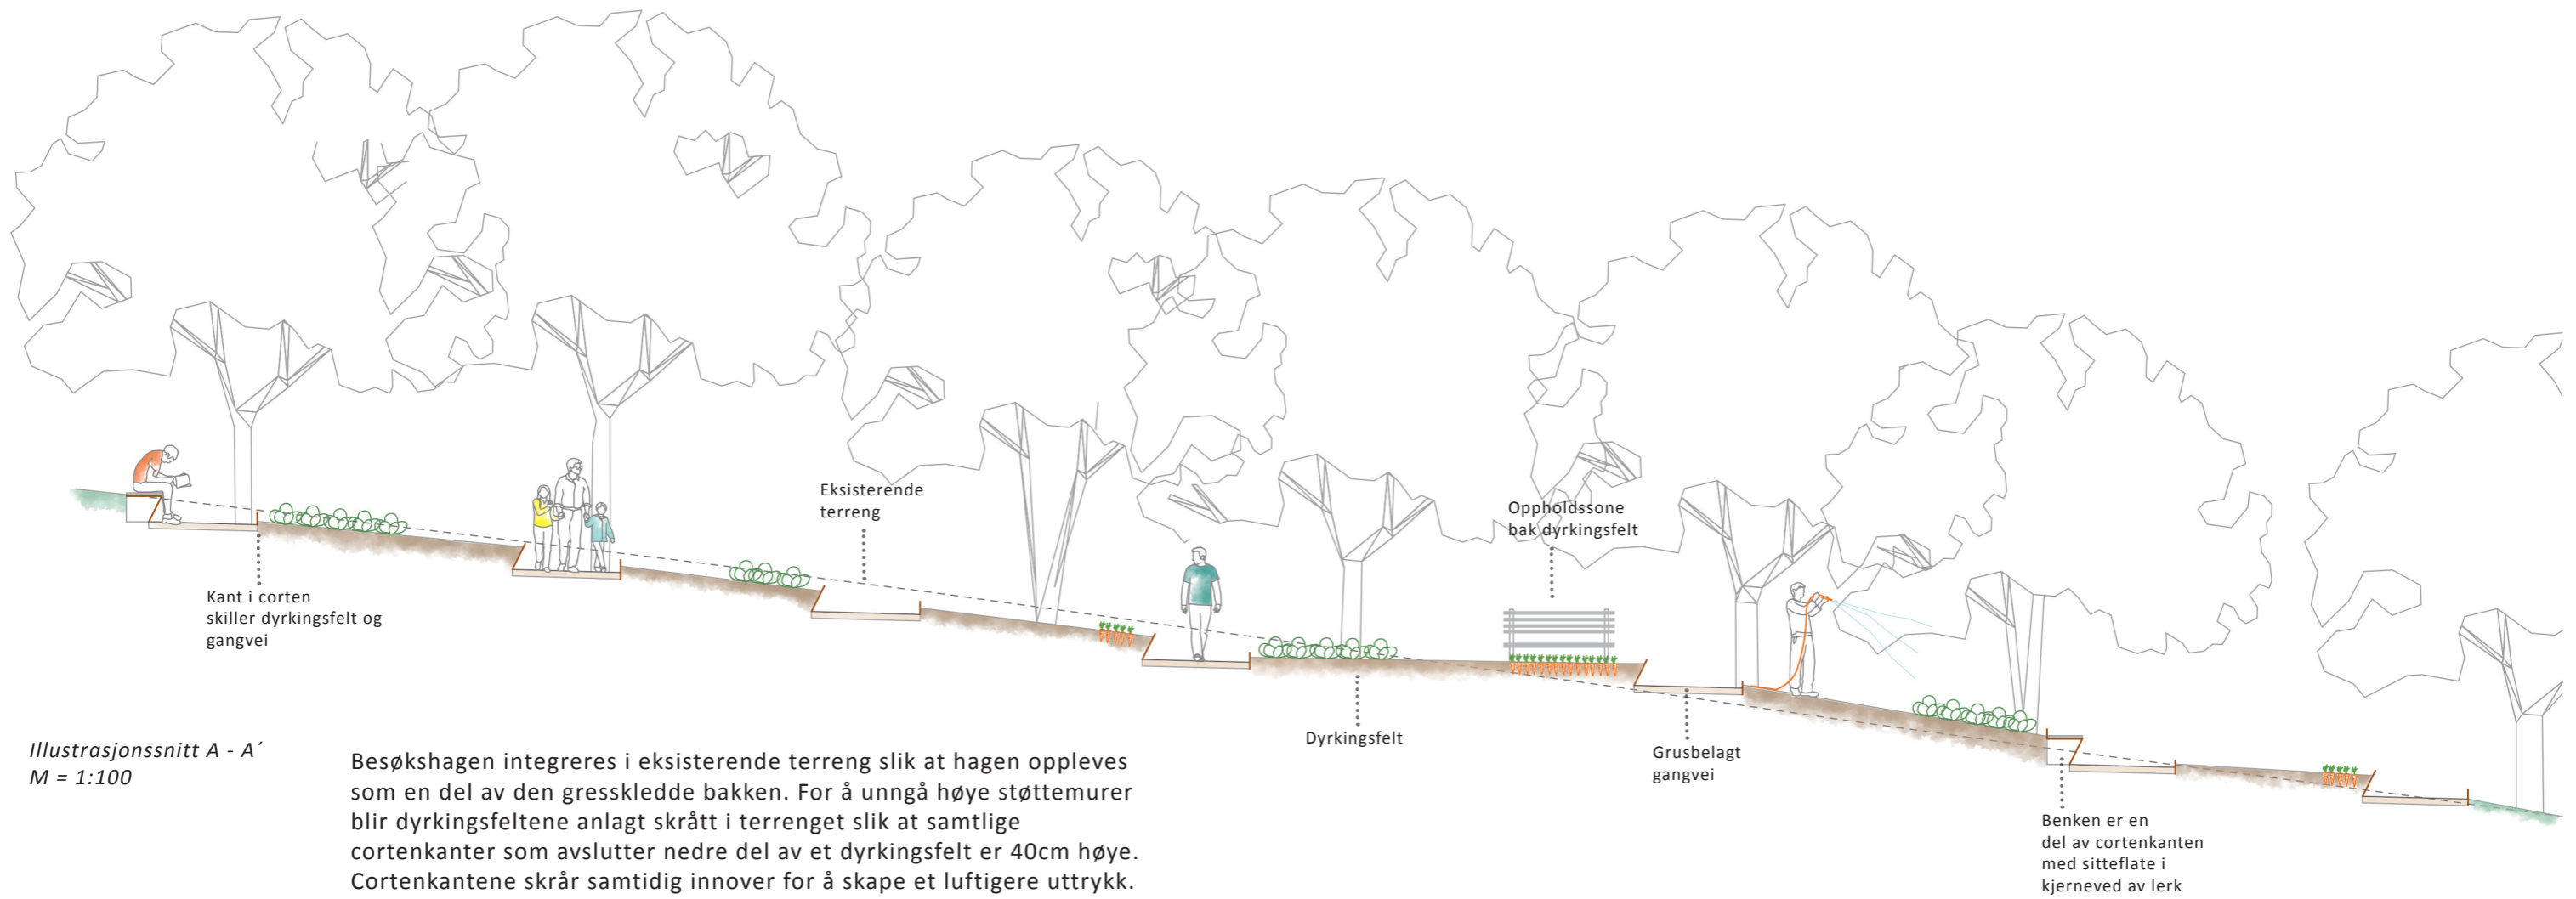 Eksisterende
terreng
Oppholdssone
bak dyrkingsfelt
Kant i corten
skiller dyrkingsfelt og
gangvei
Dyrkingsfelt
Grusbelagt
gangvei
Benken er en
del av cortenkanten
med sitteflate i
kjerneved av lerk
Illustrasjonssnitt A - A´
M = 1:100
Besøkshagen integreres i eksisterende terreng slik at hagen oppleves
som en del av den gresskledde bakken. For å unngå høye støttemurer
blir dyrkingsfeltene anlagt skrått i terrenget slik at samtlige
cortenkanter som avslutter nedre del av et dyrkingsfelt er 40cm høye.
Cortenkantene skrår samtidig innover for å skape et luftigere uttrykk.